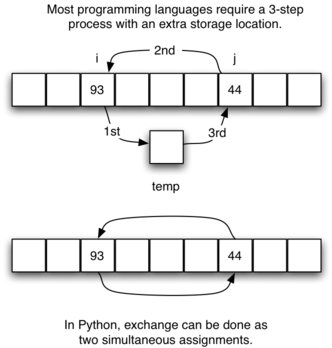 Most programming languages require a 3-step
process with an extra storage location.
i 2nd j
93 44
1st 3rd
temp
93 44
In Python, exchange can be done as
two simultaneous assignments.